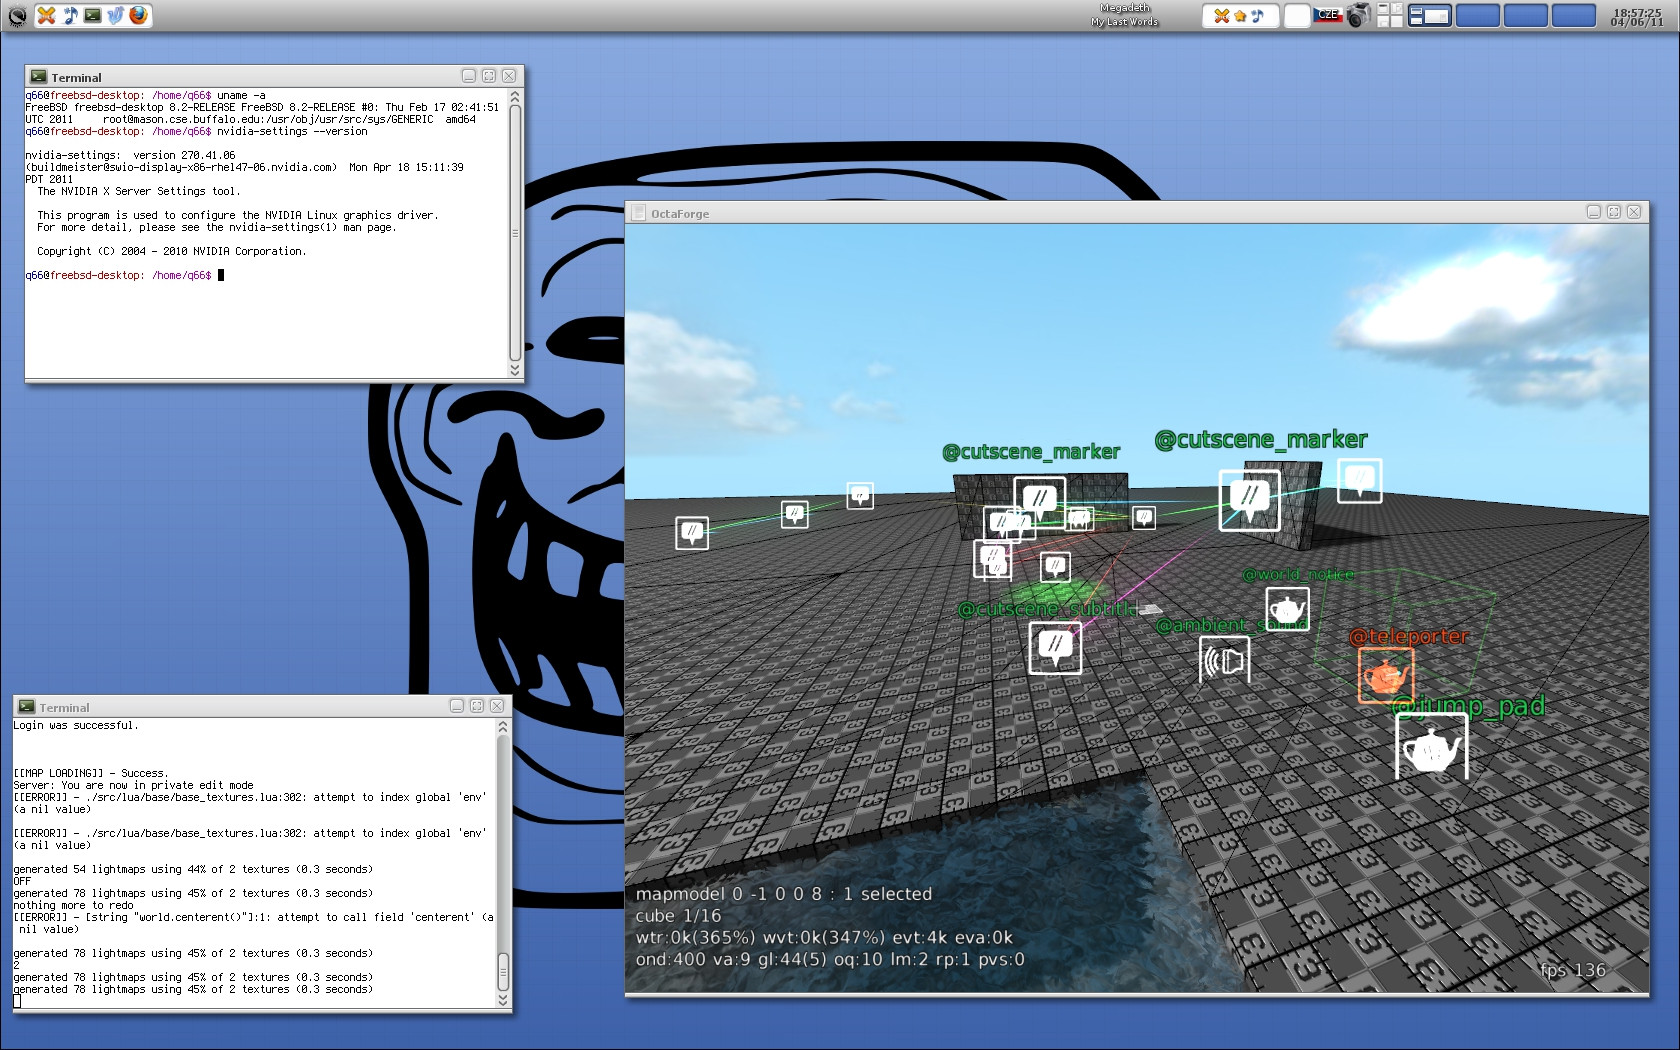 Megadeth
My Last Words
CZE
18:57:25
04/06/11
Terminal
q66@freebsd-desktop: /home/q66$ uname -a
FreeBSD freebsd-desktop 8.2-RELEASE FreeBSD 8.2-RELEASE #0: Thu Feb 17 02:41:51
UTC 2011     root@mason.cse.buffalo.edu:/usr/obj/usr/src/sys/GENERIC  amd64
q66@freebsd-desktop: /home/q66$ nvidia-settings --version
nvidia-settings:  version 270.41.06
(buildmeister@swio-display-x86-rhel47-06.nvidia.com)  Mon Apr 18 15:11:39
PDT 2011
The NVIDIA X Server Settings tool.
This program is used to configure the NVIDIA Linux graphics driver.
For more detail, please see the nvidia-settings(1) man page.
Copyright (C) 2004 - 2010 NVIDIA Corporation.
q66@freebsd-desktop: /home/q66$
OctaForge
@cutscene_marker
@cutscene_marker
@world_notice
@cutscene_subtitle
@ambient_sound
@teleporter
@jump_pad
mapmodel 0 -1 0 0 8 : 1 selected
cube 1/16
wtr:0k(365%) wvt:0k(347%) evt:4k eva:0k
ond:400 va:9 gl:44(5) oq:10 lm:2 rp:1 pvs:0
fps 136
Terminal
Login was successful.
[[MAP LOADING]] - Success.
Server: You are now in private edit mode
[[ERROR]] - ./src/lua/base/base_textures.lua:302: attempt to index global 'env'
(a nil value)
[[ERROR]] - ./src/lua/base/base_textures.lua:302: attempt to index global 'env'
(a nil value)
generated 54 lightmaps using 44% of 2 textures (0.3 seconds)
OFF
generated 78 lightmaps using 45% of 2 textures (0.3 seconds)
nothing more to redo
[[ERROR]] - [string "world.centerent()"]:1: attempt to call field 'centerent' (a
nil value)
generated 78 lightmaps using 45% of 2 textures (0.3 seconds)
2
generated 78 lightmaps using 45% of 2 textures (0.3 seconds)
generated 78 lightmaps using 45% of 2 textures (0.3 seconds)